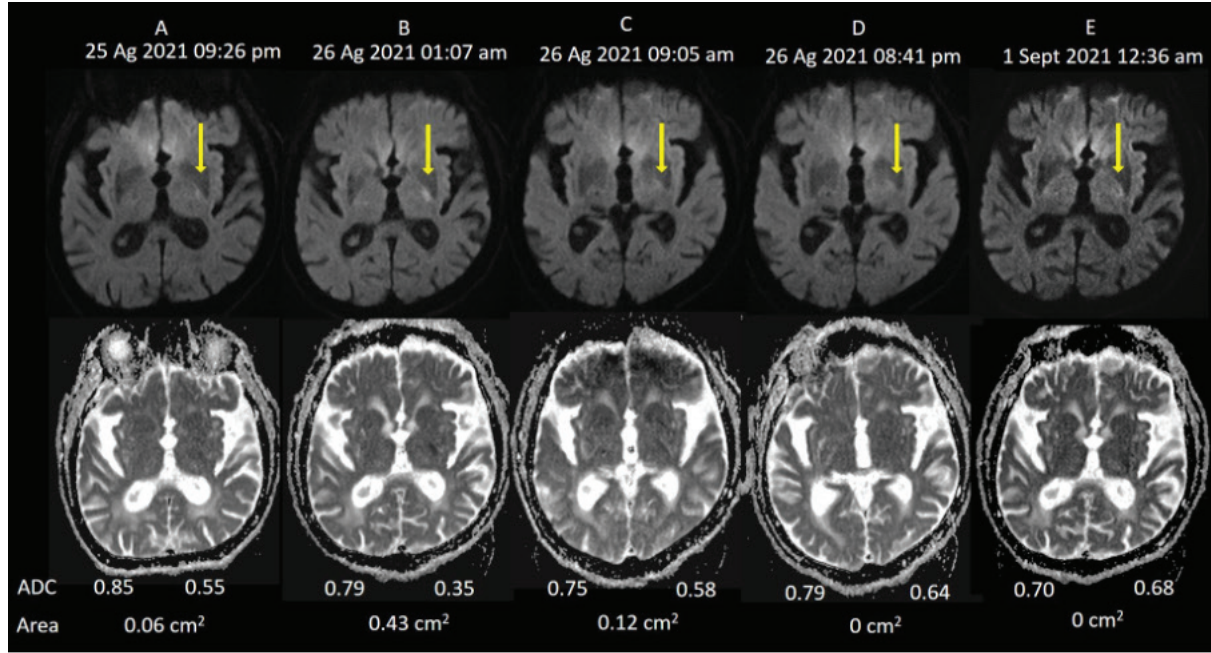 A B C D E
25 Ag 2021 09:26 pm 26 Ag 2021 01:07 am 26 Ag 2021 09:05 am 26 Ag 2021 08:41 pm 1 Sept 2021 12:36 am
ADC 0.85 0.55 0.79 0.35 0.75 0.58 0.79 0.64 0.70 0.68
Area 0.06 cm² 0.43 cm² 0.12 cm² 0 cm² 0 cm²